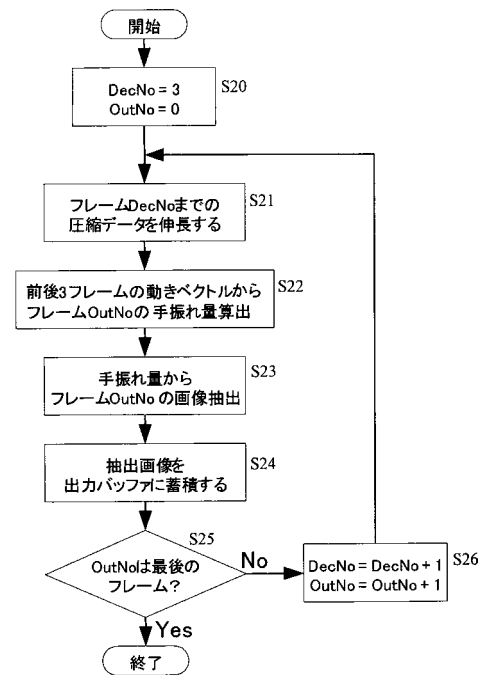 開始
DecNo = 3
OutNo = 0
S20
フレームDecNoまでの
圧縮データを伸長する
S21
前後3フレームの動きベクトルから
フレームOutNoの手振れ量算出
S22
手振れ量から
フレームOutNoの画像抽出
S23
抽出画像を
出力バッファに蓄積する
S24
OutNoは最後の
フレーム？
S25
No
DecNo = DecNo + 1
OutNo = OutNo + 1
S26
Yes
終了